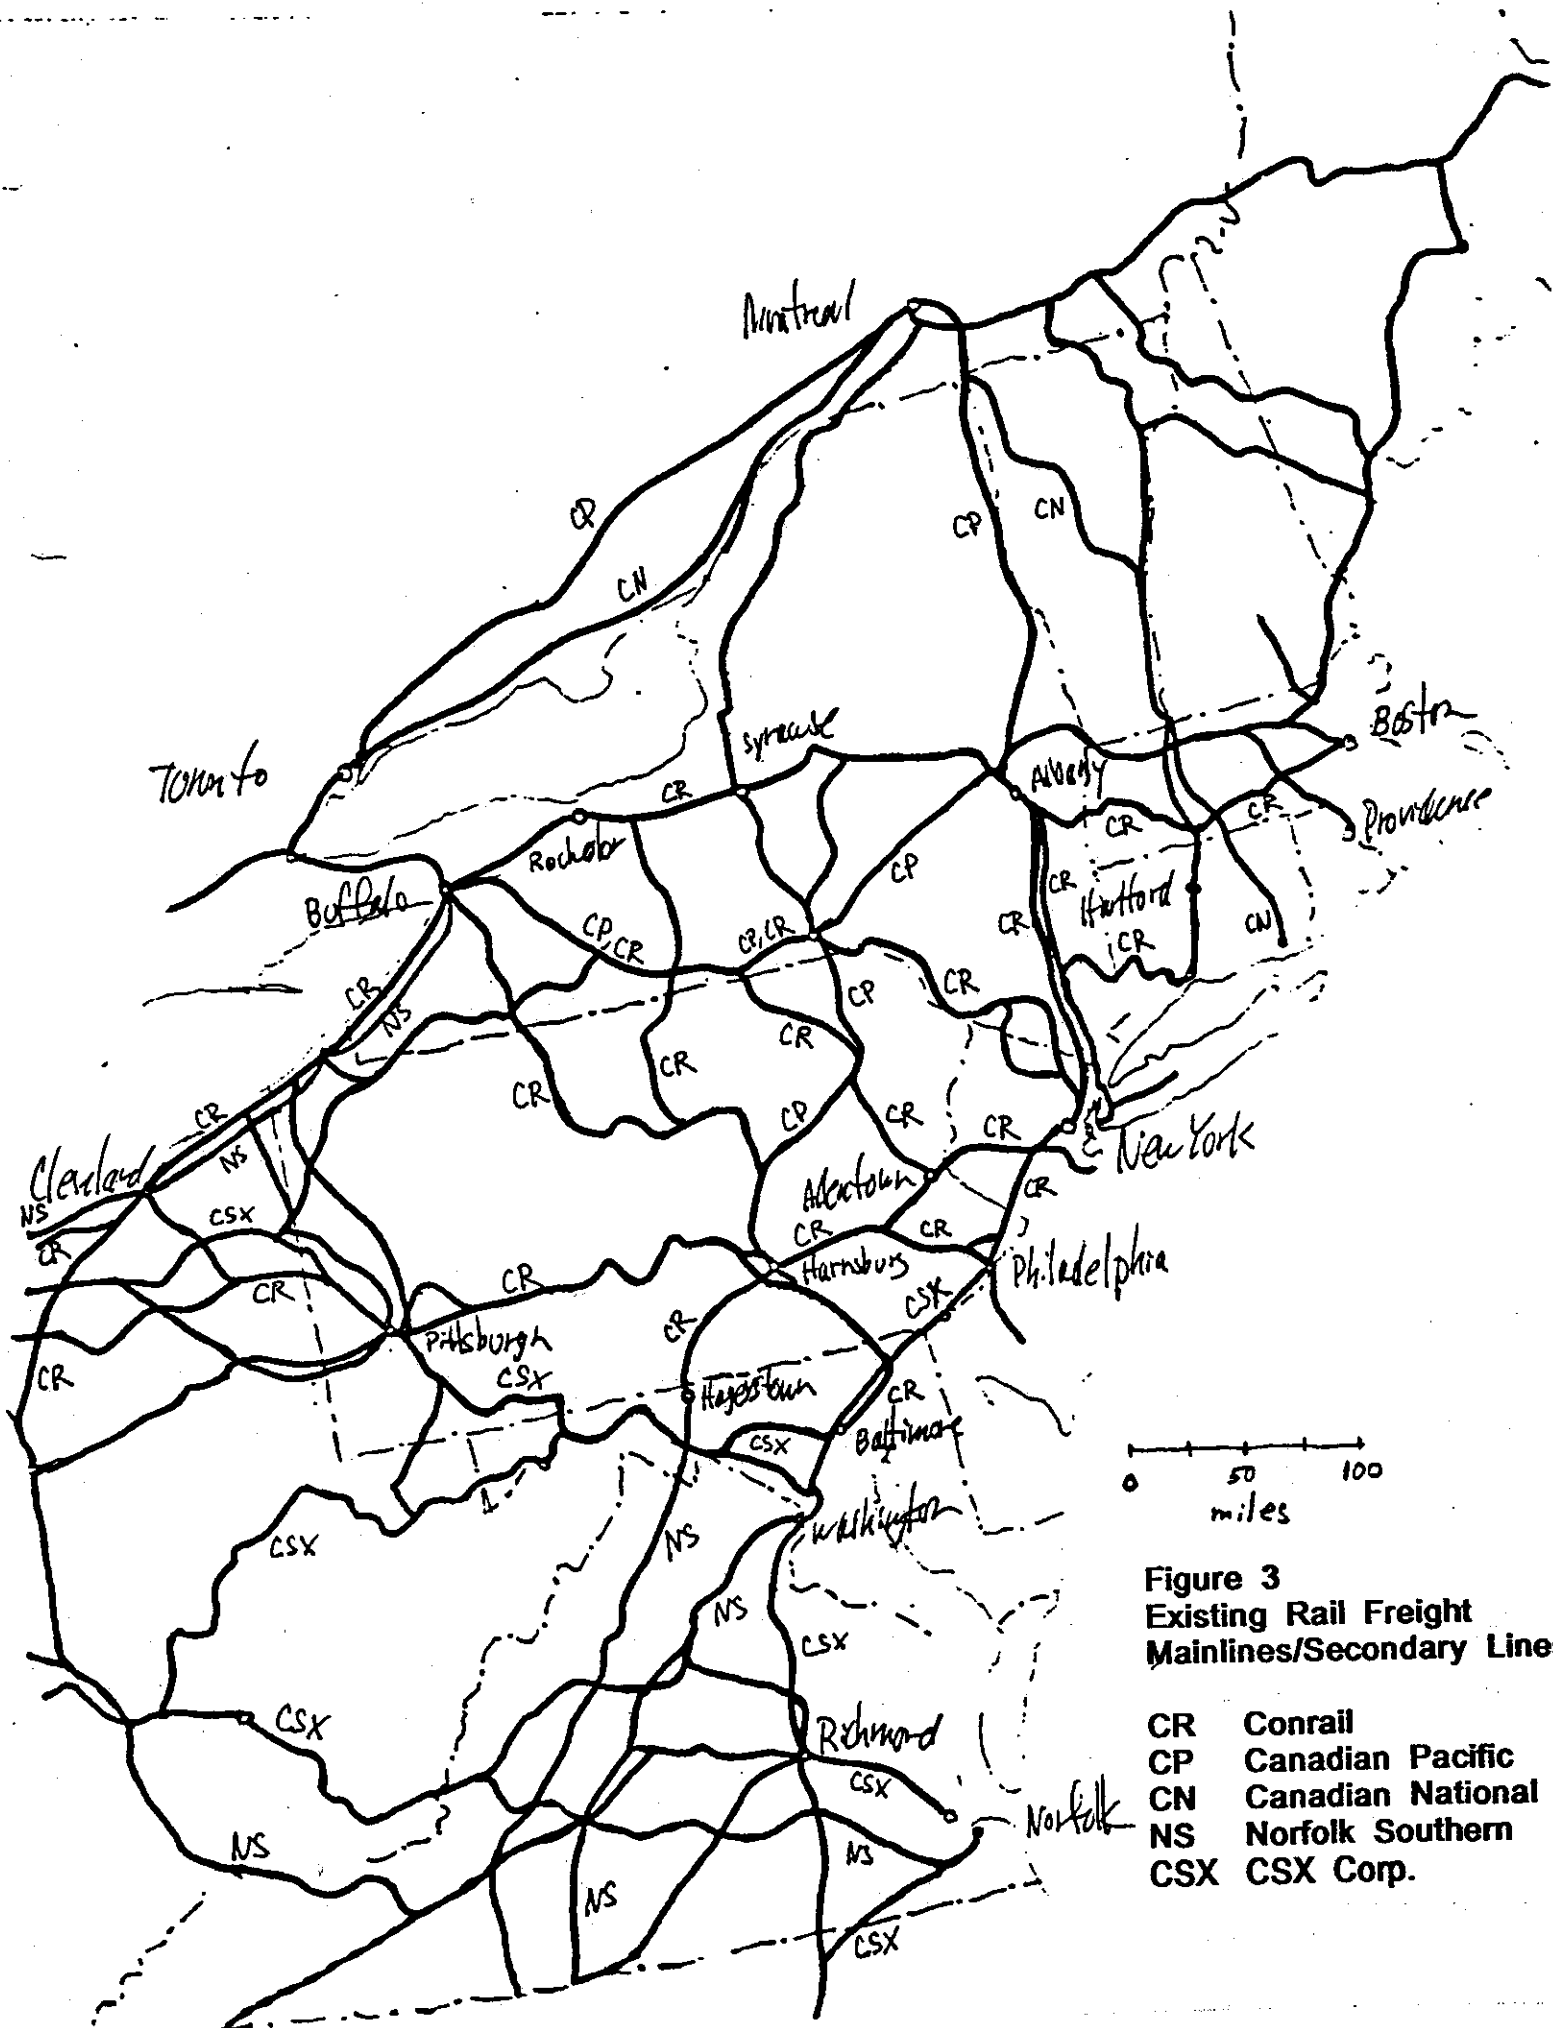 Montreal
CP
CN
CP
CN
Toronto
Syracuse
Boston
CR
Albany
Rochester
CR
CR
Providence
Buffalo
CP
CR
Hartford
CP, CR
CP, CR
CR
CR
CN
CR
CP
CR
NS
CR
CR
CR
CR
CP
CR
CR
New York
Cleveland
NS
Allentown
CR
NS
CSX
CR
CR
CR
Harrisburg
Philadelphia
CR
CR
CSX
CR
Pittsburgh
CR
CSX
Hagerstown
CR
CSX
Baltimore
0 50 100
miles
CSX
NS
Washington
NS
CSX
Figure 3
Existing Rail Freight
Mainlines/Secondary Line
CSX
Richmond
CSX
Norfolk
NS
NS
NS
CSX
CR Conrail
CP Canadian Pacific
CN Canadian National
NS Norfolk Southern
CSX CSX Corp.